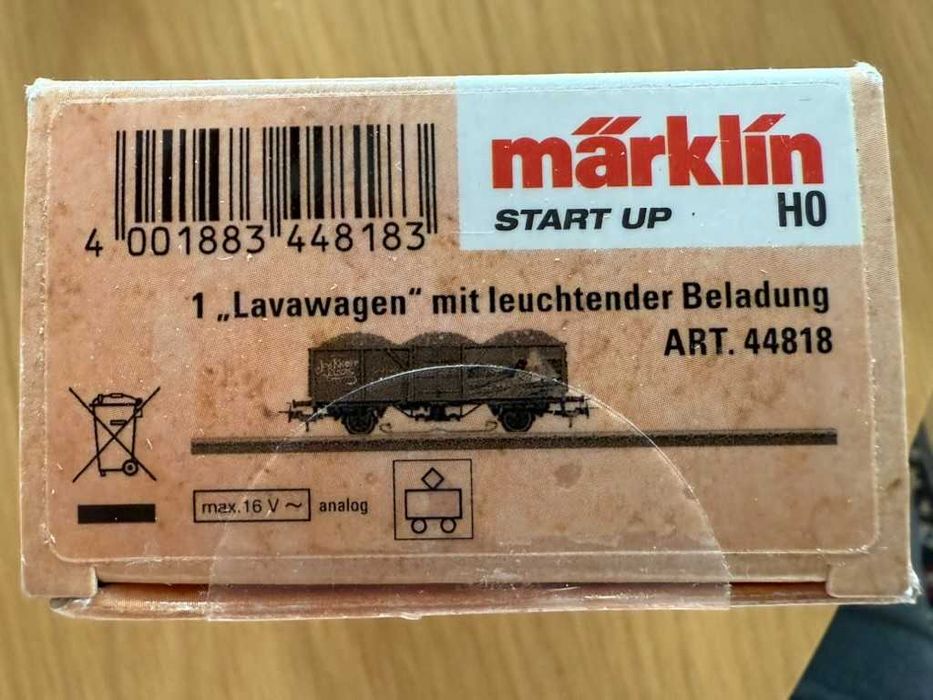 märklin
START UP H0
4 001883 448183
1 „Lavawagen“ mit leuchtender Beladung
ART. 44818
max. 16 V ~ analog